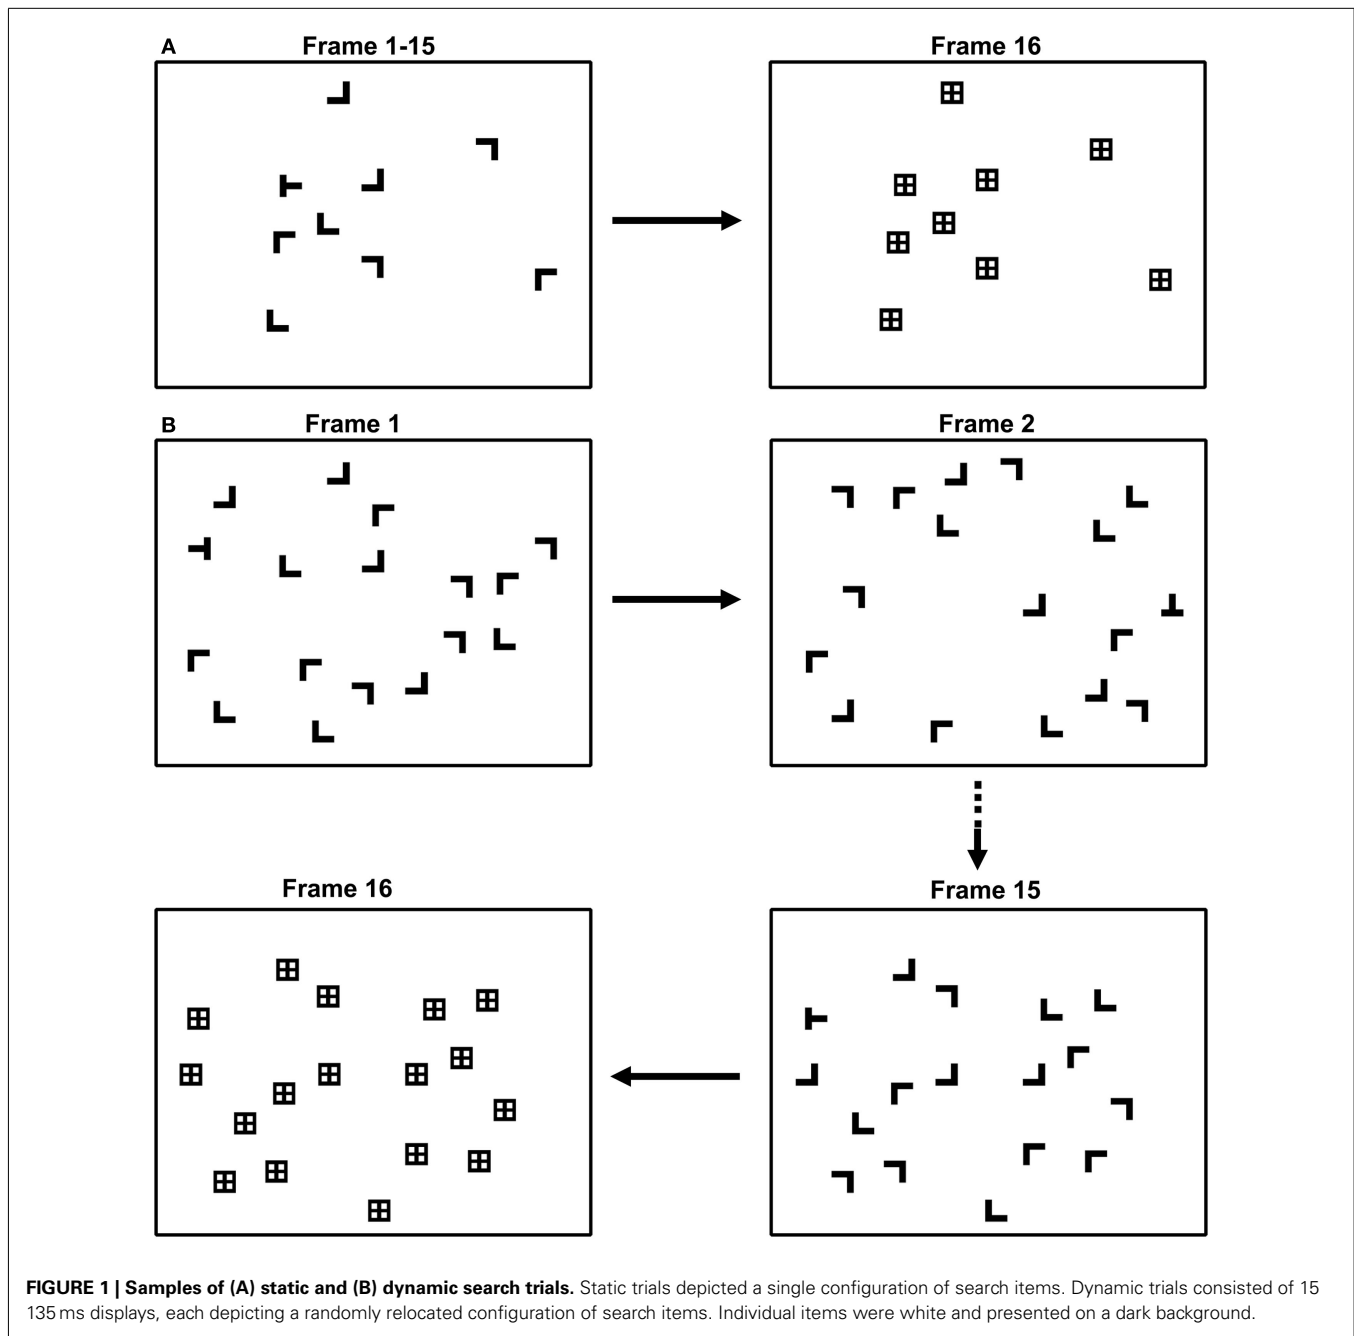 A
Frame 1-15
Frame 16
B
Frame 1
Frame 2
Frame 16
Frame 15
FIGURE 1 | Samples of (A) static and (B) dynamic search trials. Static trials depicted a single configuration of search items. Dynamic trials consisted of 15
135 ms displays, each depicting a randomly relocated configuration of search items. Individual items were white and presented on a dark background.